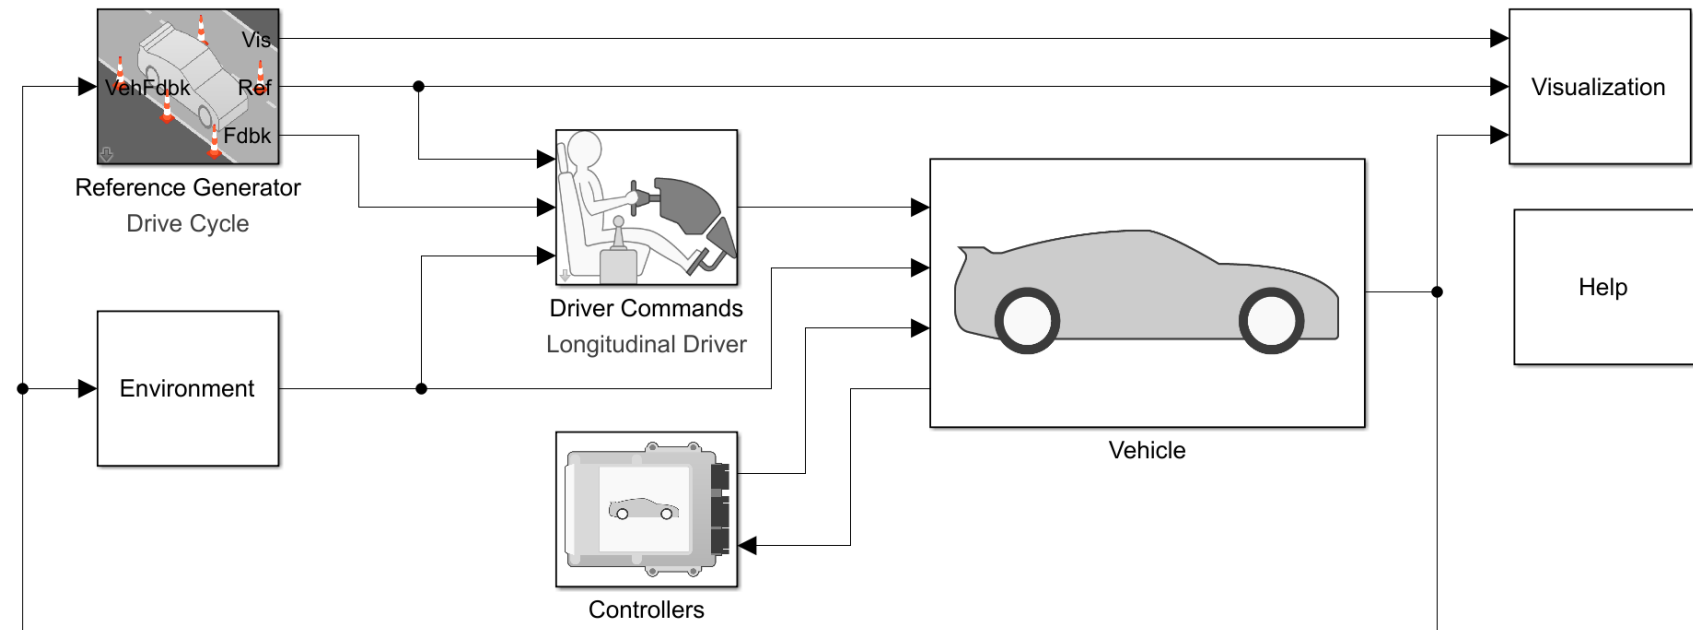 Vis
VehFdbk
Ref
Fdbk
Reference Generator
Drive Cycle
Visualization
Driver Commands
Longitudinal Driver
Help
Environment
Vehicle
Controllers